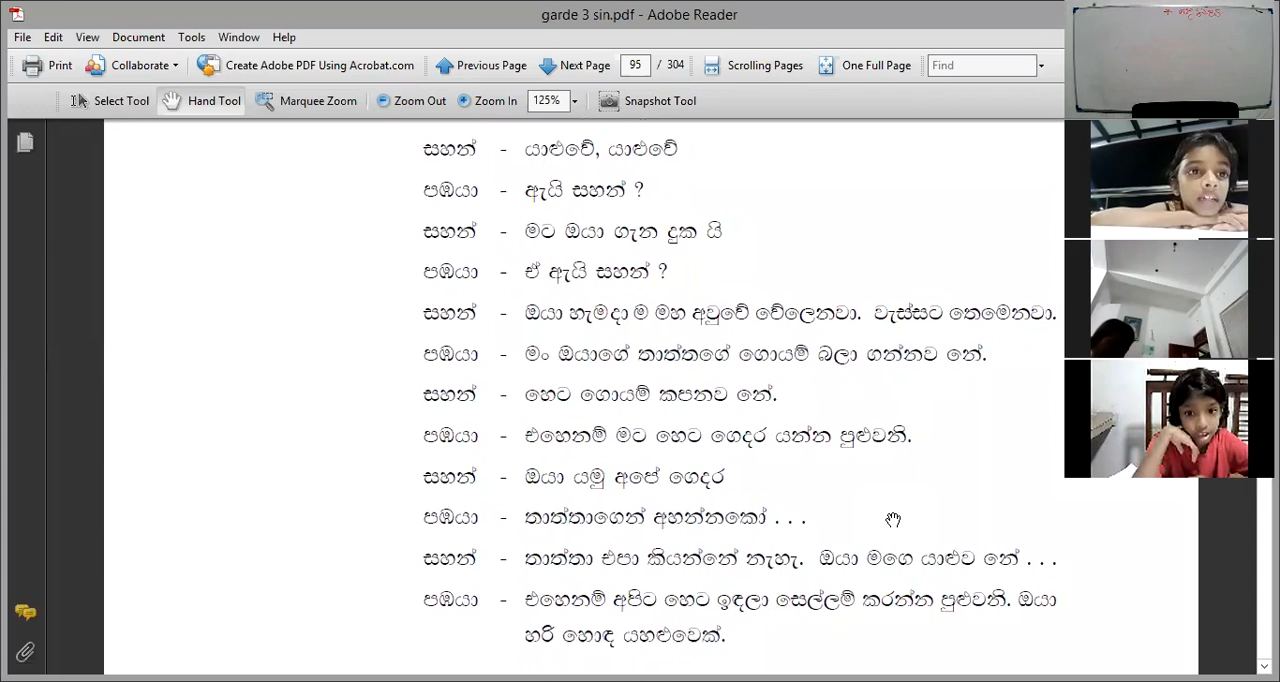 garde 3 sin.pdf - Adobe Reader
File Edit View Document Tools Window Help
Print Collaborate Create Adobe PDF Using Acrobat.com Previous Page Next Page 95 / 304 Scrolling Pages One Full Page Find
Select Tool Hand Tool Marquee Zoom Zoom Out Zoom In 125% Snapshot Tool
සහන් - යාළුවේ, යාළුවේ
පඹයා - ඇයි සහන් ?
සහන් - මට ඔයා ගැන දුක යි
පඹයා - ඒ ඇයි සහන් ?
සහන් - ඔයා හැමදා ම මහ අවුවේ වේලෙනවා. වැස්සට තෙමෙනවා.
පඹයා - මං ඔයාගේ තාත්තගේ ගොයම් බලා ගන්නව නේ.
සහන් - හෙට ගොයම් කපනව නේ.
පඹයා - එහෙනම් මට හෙට ගෙදර යන්න පුළුවනි.
සහන් - ඔයා යමු අපේ ගෙදර
පඹයා - තාත්තාගෙන් අහන්නකෝ . . .
සහන් - තාත්තා එපා කියන්නේ නැහැ. ඔයා මගෙ යාළුව නේ . . .
පඹයා - එහෙනම් අපිට හෙට ඉඳලා සෙල්ලම් කරන්න පුළුවනි. ඔයා
හරි හොඳ යහළුවෙක්.